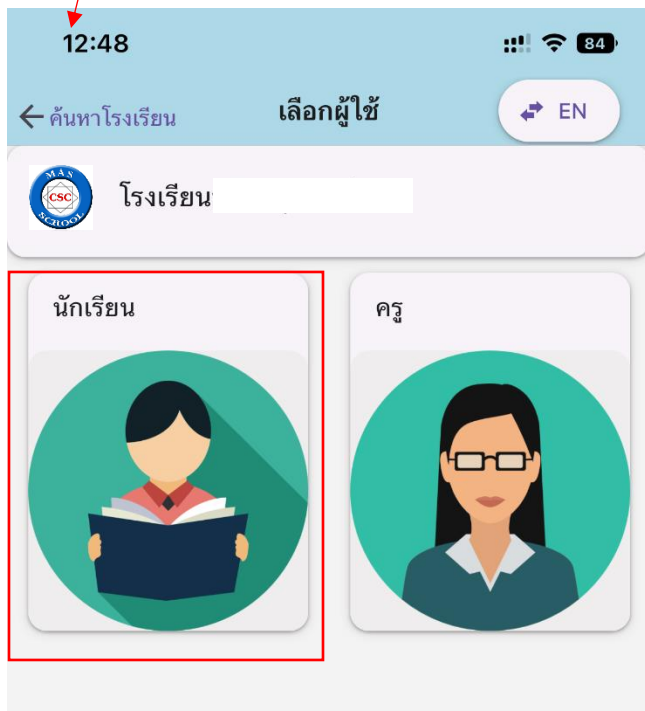 12:48
84
ค้นหาโรงเรียน
เลือกผู้ใช้
EN
MAS
CSC
SCHOOL
โรงเรียน
นักเรียน
ครู